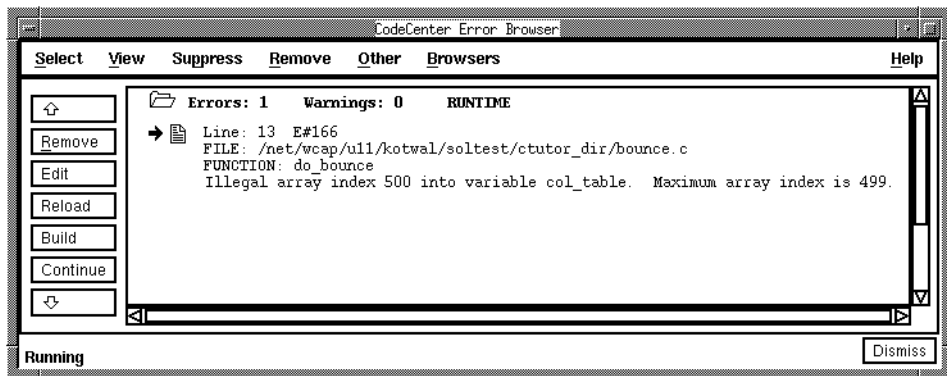 CodeCenter Error Browser
Select View Suppress Remove Other Browsers Help
Errors: 1 Warnings: 0 RUNTIME
Remove
Edit
Reload
Build
Continue
Line: 13 E#166
FILE: /net/wcap/u11/kotwal/soltest/ctutor_dir/bounce.c
FUNCTION: do_bounce
Illegal array index 500 into variable col_table. Maximum array index is 499.
Running
Dismiss